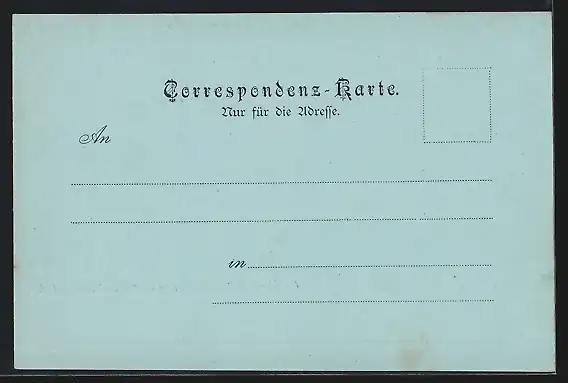 Correspondenz-Karte.
Nur für die Adresse.
An
in